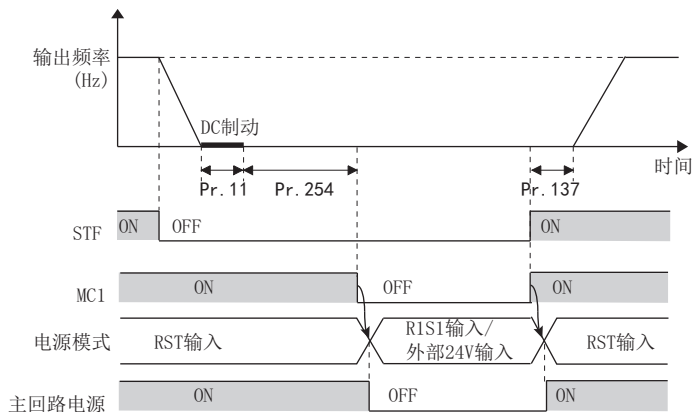 输出频率
(Hz)
DC制动
时间
Pr. 11
Pr. 254
Pr. 137
STF
ON
OFF
ON
MC1
ON
OFF
ON
电源模式
RST输入
R1S1输入/
外部24V输入
RST输入
主回路电源
ON
OFF
ON